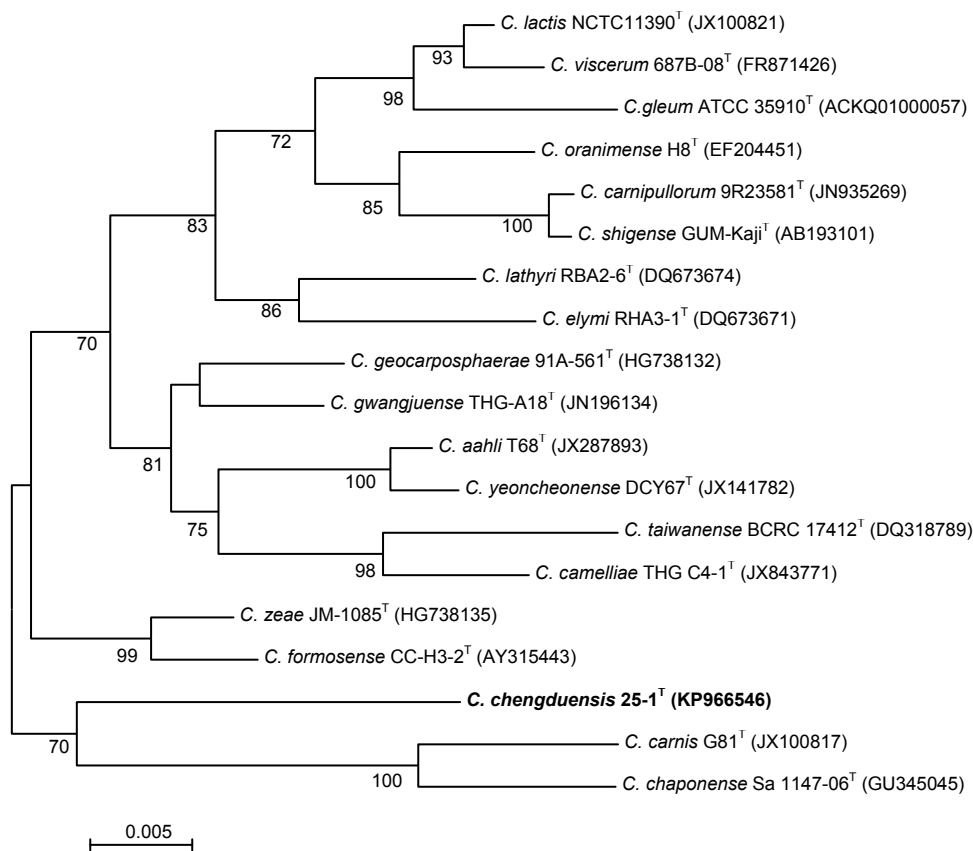 C. lactis NCTC11390ᵀ (JX100821)
93
C. viscerum 687B-08ᵀ (FR871426)
98
C.gleum ATCC 35910ᵀ (ACKQ01000057)
72
C. oranimense H8ᵀ (EF204451)
C. carnipullorum 9R23581ᵀ (JN935269)
85
100
83
C. shigense GUM-Kajiᵀ (AB193101)
C. lathyri RBA2-6ᵀ (DQ673674)
86
C. elymi RHA3-1ᵀ (DQ673671)
70
C. geocarposphaerae 91A-561ᵀ (HG738132)
C. gwangjuense THG-A18ᵀ (JN196134)
C. aahli T68ᵀ (JX287893)
81
100
C. yeoncheonense DCY67ᵀ (JX141782)
75
C. taiwanense BCRC 17412ᵀ (DQ318789)
98
C. camelliae THG C4-1ᵀ (JX843771)
C. zeae JM-1085ᵀ (HG738135)
99
C. formosense CC-H3-2ᵀ (AY315443)
C. chengduensis 25-1ᵀ (KP966546)
70
C. carnis G81ᵀ (JX100817)
100
C. chaponense Sa 1147-06ᵀ (GU345045)
0.005